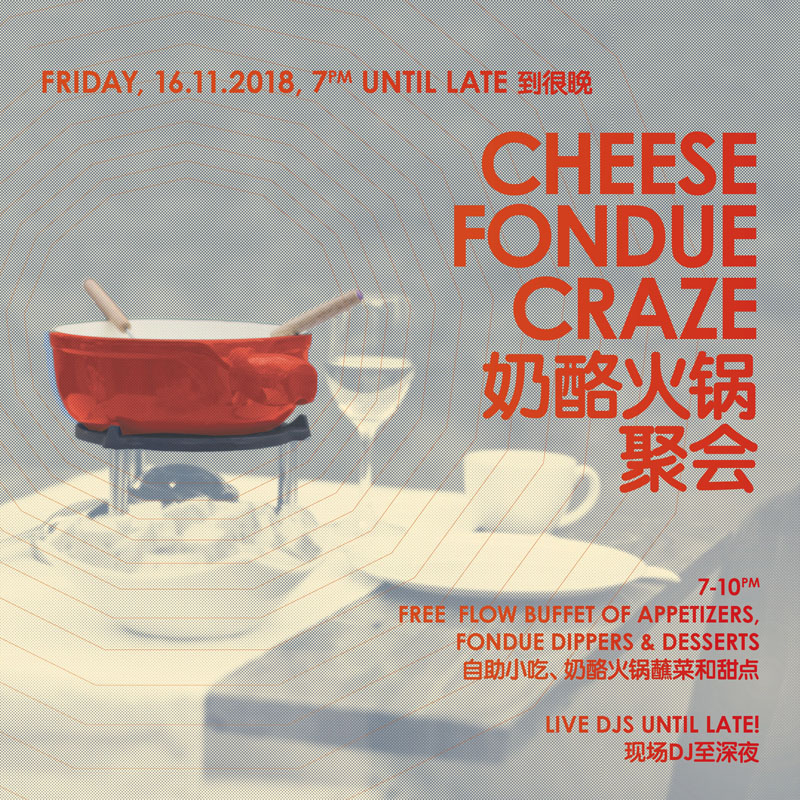 FRIDAY, 16.11.2018, 7PM UNTIL LATE 到很晚
CHEESE
FONDUE
CRAZE
奶酪火锅
聚会
7-10PM
FREE FLOW BUFFET OF APPETIZERS,
FONDUE DIPPERS & DESSERTS
自助小吃、奶酪火锅蘸菜和甜点
LIVE DJS UNTIL LATE!
现场DJ至深夜